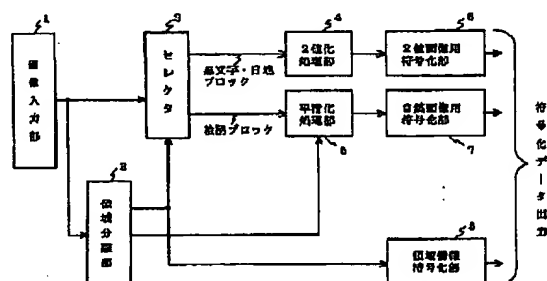 1
画像入力部
2
領域分離部
3
セレクタ
黒文字・白地
ブロック
絵柄ブロック
4
2値化
処理部
5
平滑化
処理部
6
2値画像用
符号化部
自然画像用
符号化部
7
8
領域情報
符号化部
符号化データ出力